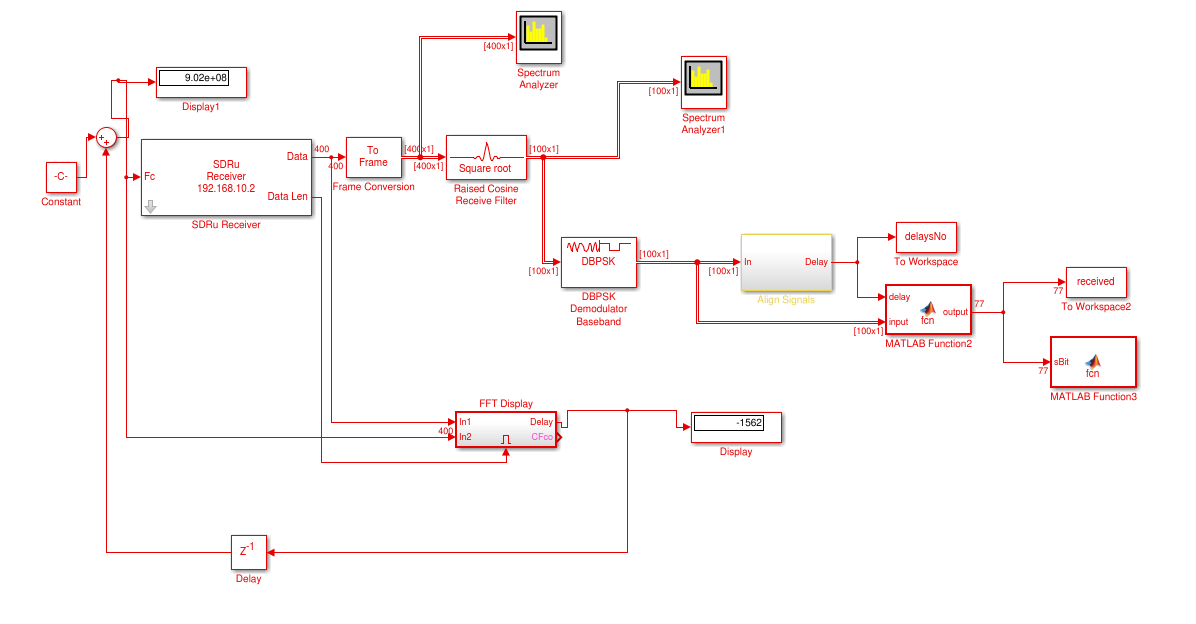 [400x1]
Spectrum
Analyzer
9.02e+08
Display1
[100x1]
Spectrum
Analyzer1
++
-C-
Constant
Fc
SDRu
Receiver
192.168.10.2
Data
Data Len
SDRu Receiver
400
400
To
Frame
Frame Conversion
[400x1]
[400x1]
Square root
Raised Cosine
Receive Filter
[100x1]
[100x1]
DBPSK
DBPSK
Demodulator
Baseband
[100x1]
[100x1]
In
Delay
Align Signals
delaysNo
To Workspace
delay
input
fcn
output
[100x1]
MATLAB Function2
77
77
received
To Workspace2
77
sBit
fcn
MATLAB Function3
FFT Display
400
In1
In2
Delay
CFco
-1562
Display
Z-1
Delay